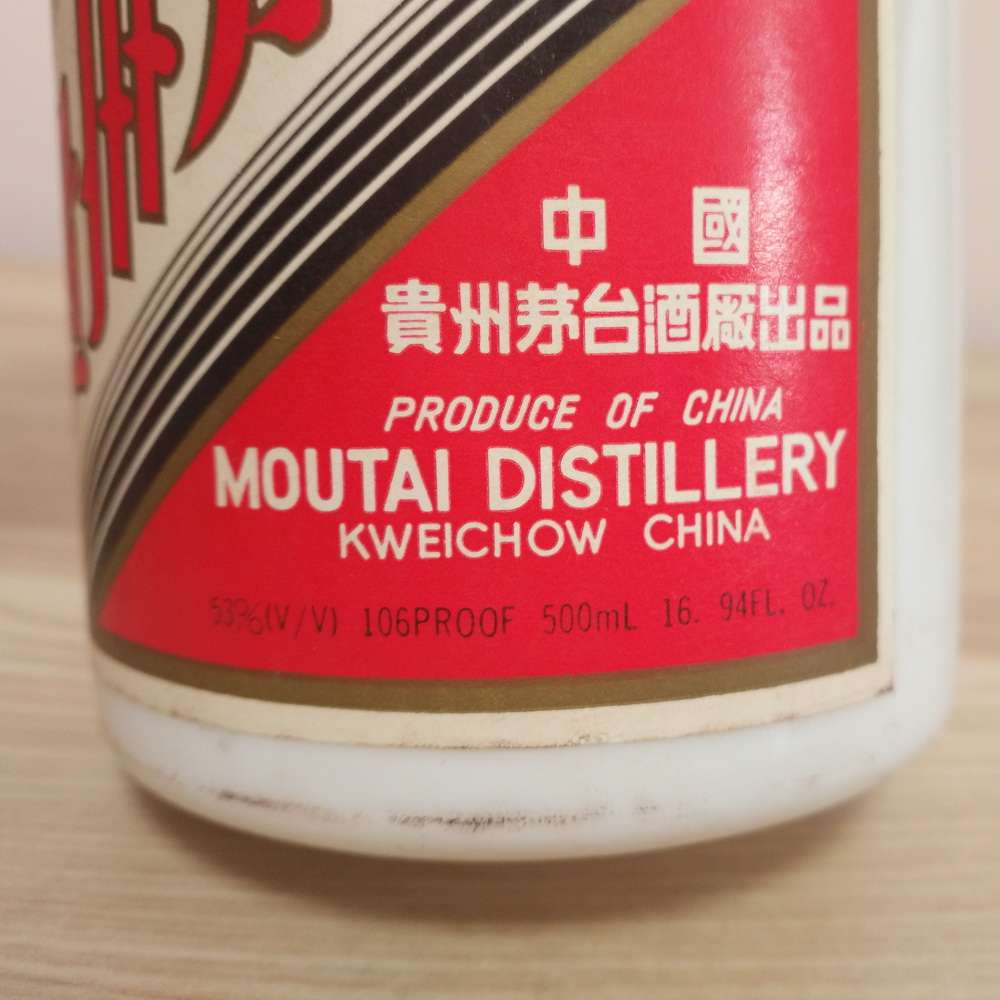 中國
貴州茅台酒廠出品
PRODUCE OF CHINA
MOUTAI DISTILLERY
KWEICHOW CHINA
53%(V/V) 106PROOF 500mL 16. 94FL. OZ.